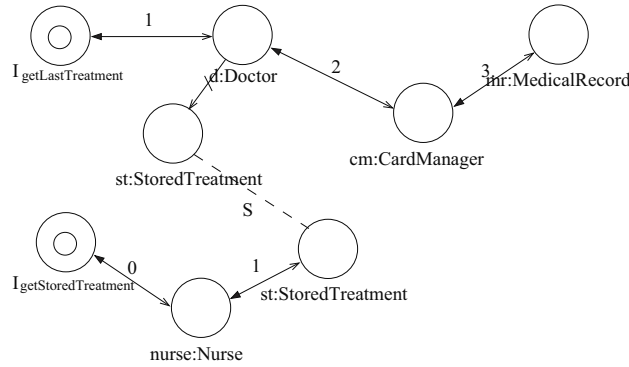 1
I getLastTreatment
d:Doctor
2
3
mr:MedicalRecord
cm:CardManager
st:StoredTreatment
S
0
1
I getStoredTreatment
st:StoredTreatment
nurse:Nurse